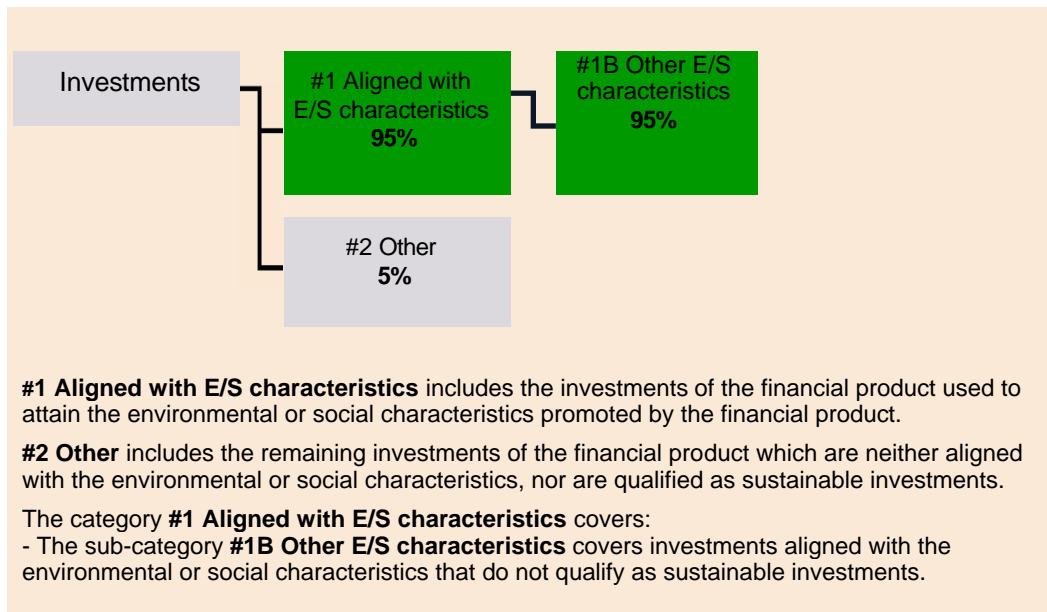 Investments
#1 Aligned with
E/S characteristics
95%
#1B Other E/S
characteristics
95%
#2 Other
5%
#1 Aligned with E/S characteristics includes the investments of the financial product used to
attain the environmental or social characteristics promoted by the financial product.
#2 Other includes the remaining investments of the financial product which are neither aligned
with the environmental or social characteristics, nor are qualified as sustainable investments.
The category #1 Aligned with E/S characteristics covers:
- The sub-category #1B Other E/S characteristics covers investments aligned with the
environmental or social characteristics that do not qualify as sustainable investments.